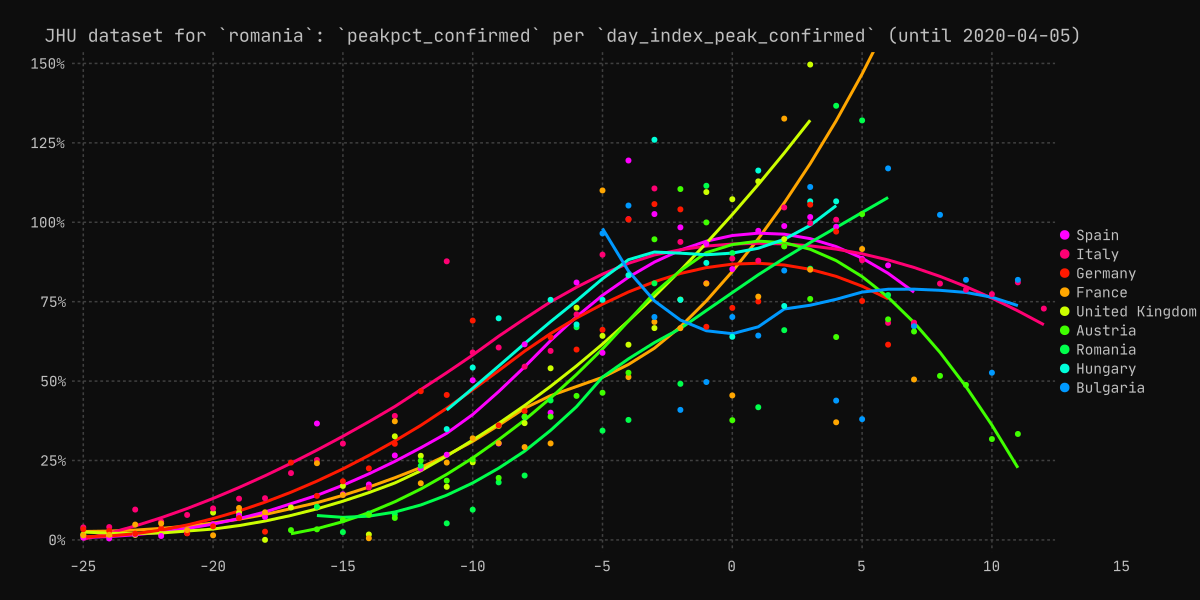 JHU dataset for `romania`: `peakpct_confirmed` per `day_index_peak_confirmed` (until 2020-04-05)
150%
125%
100%
75%
50%
25%
0%
-25
-20
-15
-10
-5
0
5
10
15
Spain
Italy
Germany
France
United Kingdom
Austria
Romania
Hungary
Bulgaria